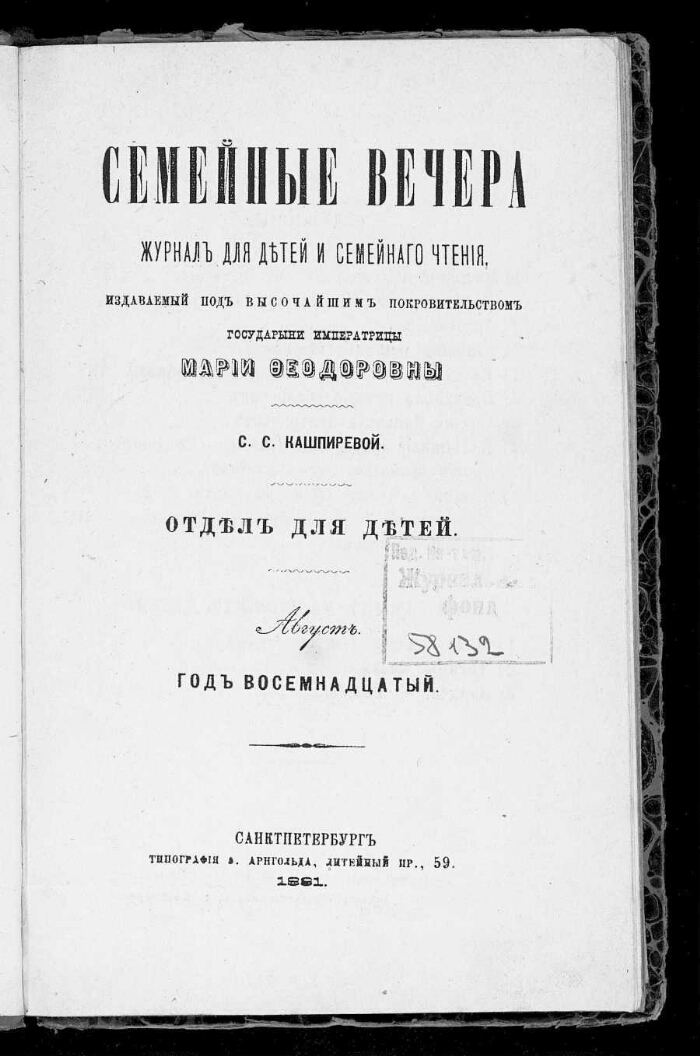 СЕМЕЙНЫЕ ВЕЧЕРА
ЖУРНАЛЪ ДЛЯ ДѢТЕЙ И СЕМЕЙНАГО ЧТЕНІЯ,
ИЗДАВАЕМЫЙ ПОДЪ ВЫСОЧАЙШИМЪ ПОКРОВИТЕЛЬСТВОМЪ
ГОСУДАРЫНИ ИМПЕРАТРИЦЫ
МАРІИ ѲЕОДОРОВНЫ
С. С. КАШПИРЕВОЙ.
ОТДѢЛЪ ДЛЯ ДѢТЕЙ.
Августъ.
фонд
58132
ГОДЪ ВОСЕМНАДЦАТЫЙ.
САНКТПЕТЕРБУРГЪ
ТИПОГРАФІЯ АРНГОЛЬДА, ЛИТЕЙНЫЙ ПР., 59.
1881.